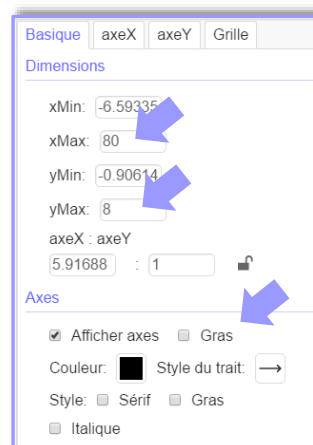 Basique axeX axeY Grille
Dimensions
xMin: -6.59335
xMax: 80
yMin: -0.90614
yMax: 8
axeX : axeY
5.91688 : 1
Axes
Afficher axes Gras
Couleur: Style du trait:
Style: Sérif Gras
Italique